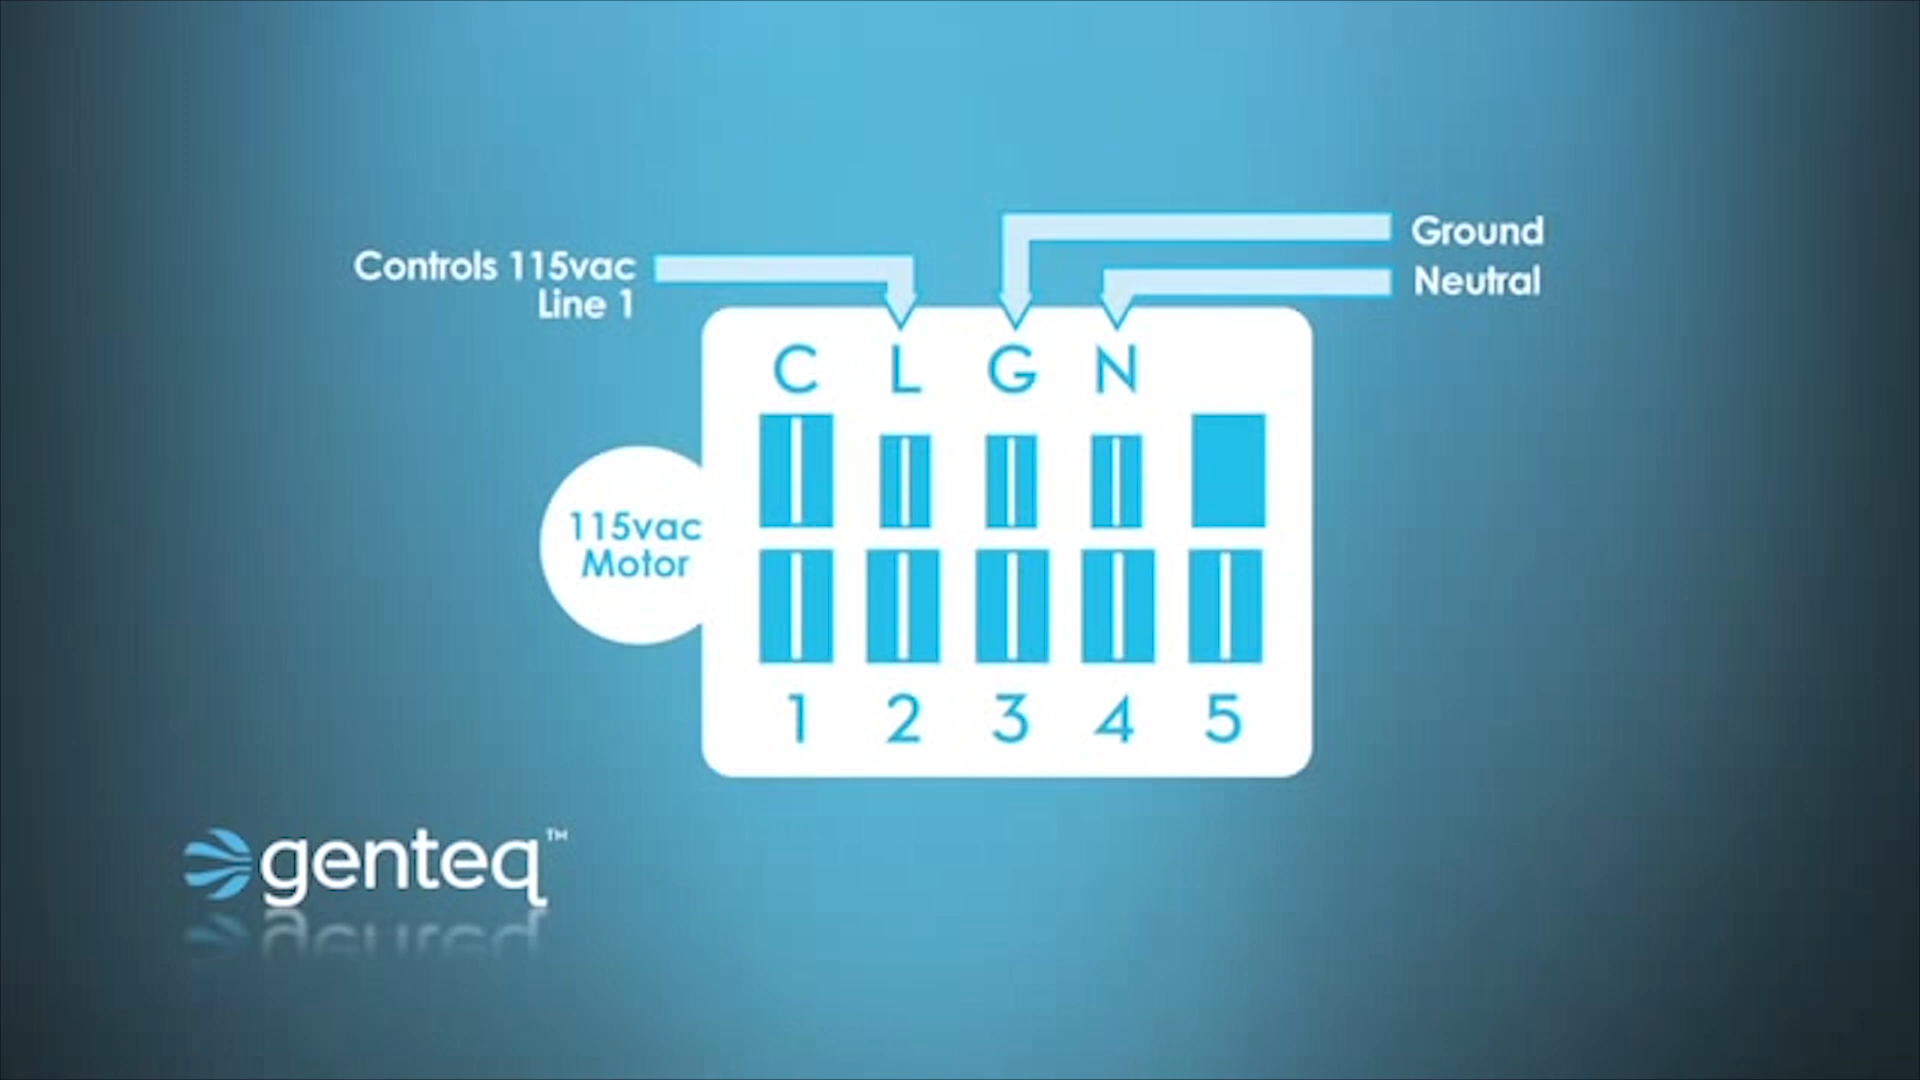 Controls 115vac
Line 1
Ground
Neutral
C L G N
115vac
Motor
1 2 3 4 5
genteq™